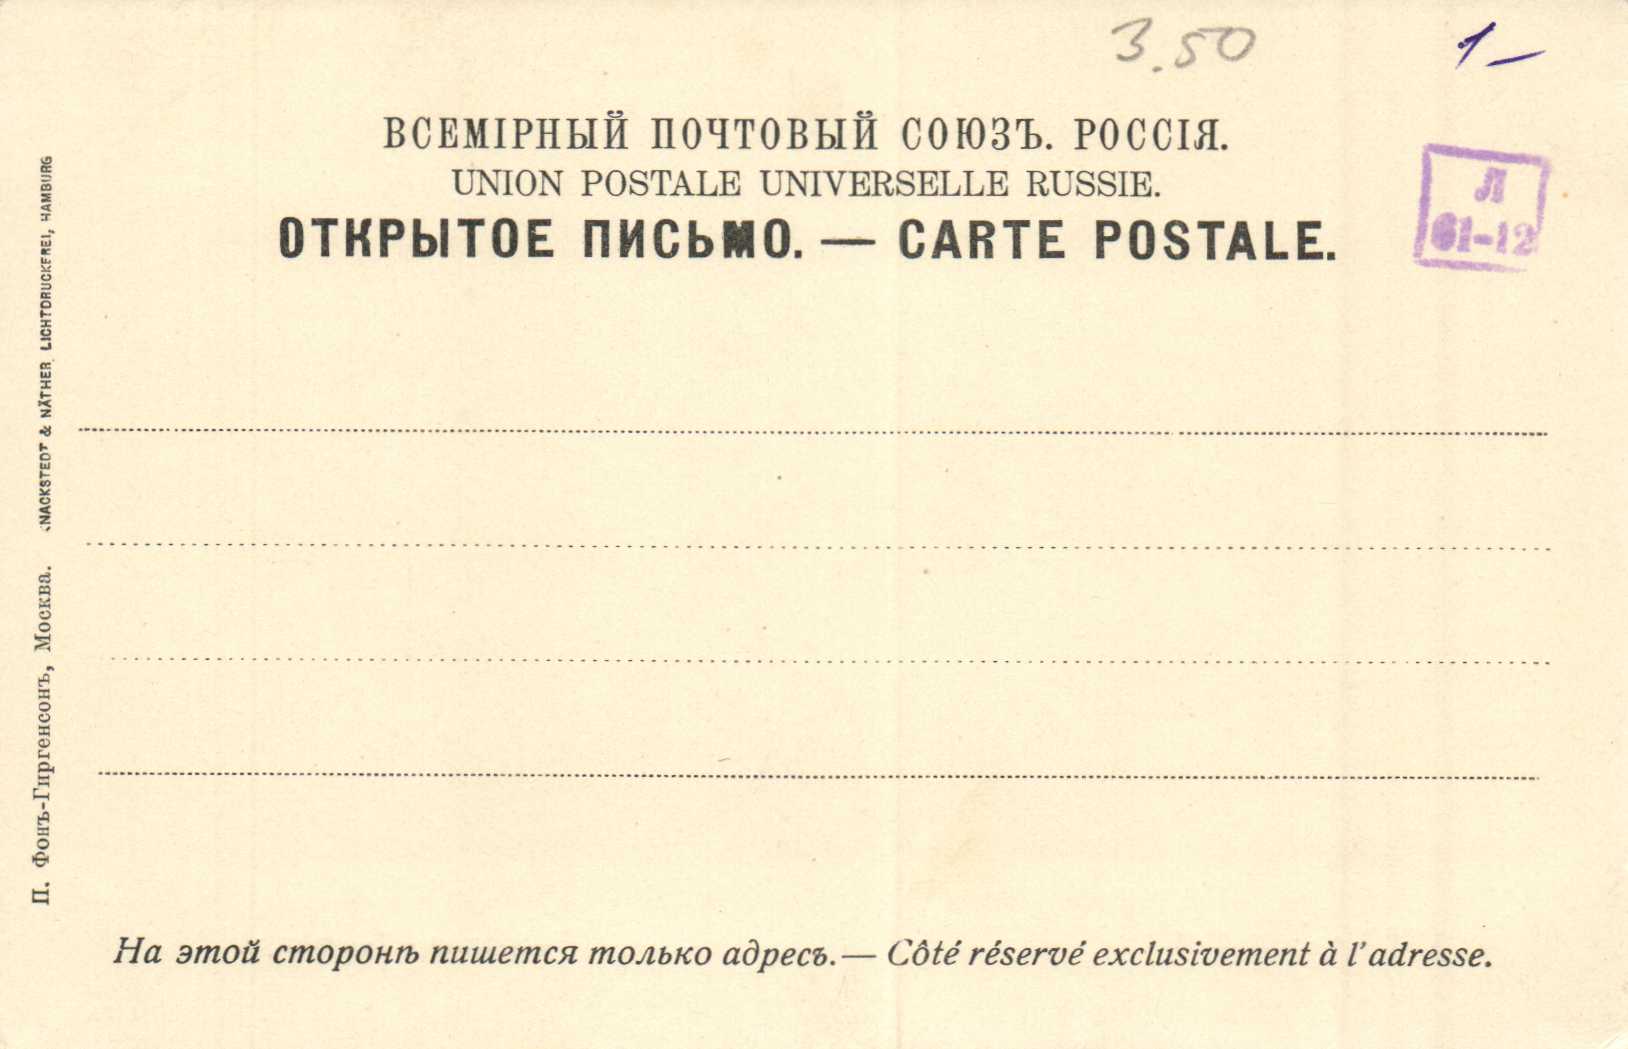 3.50
1-
ВСЕМІРНЫЙ ПОЧТОВЫЙ СОЮЗЪ. РОССІЯ.
UNION POSTALE UNIVERSELLE RUSSIE.
ОТКРЫТОЕ ПИСЬМО. — CARTE POSTALE.
Л
61-12
KNACKSTEDT & NÄTHER LICHTDRUCKEREI, HAMBURG
П. Фонъ-Гиргенсонъ, Москва.
На этой сторонѣ пишется только адресъ. — Côté réservé exclusivement à l'adresse.